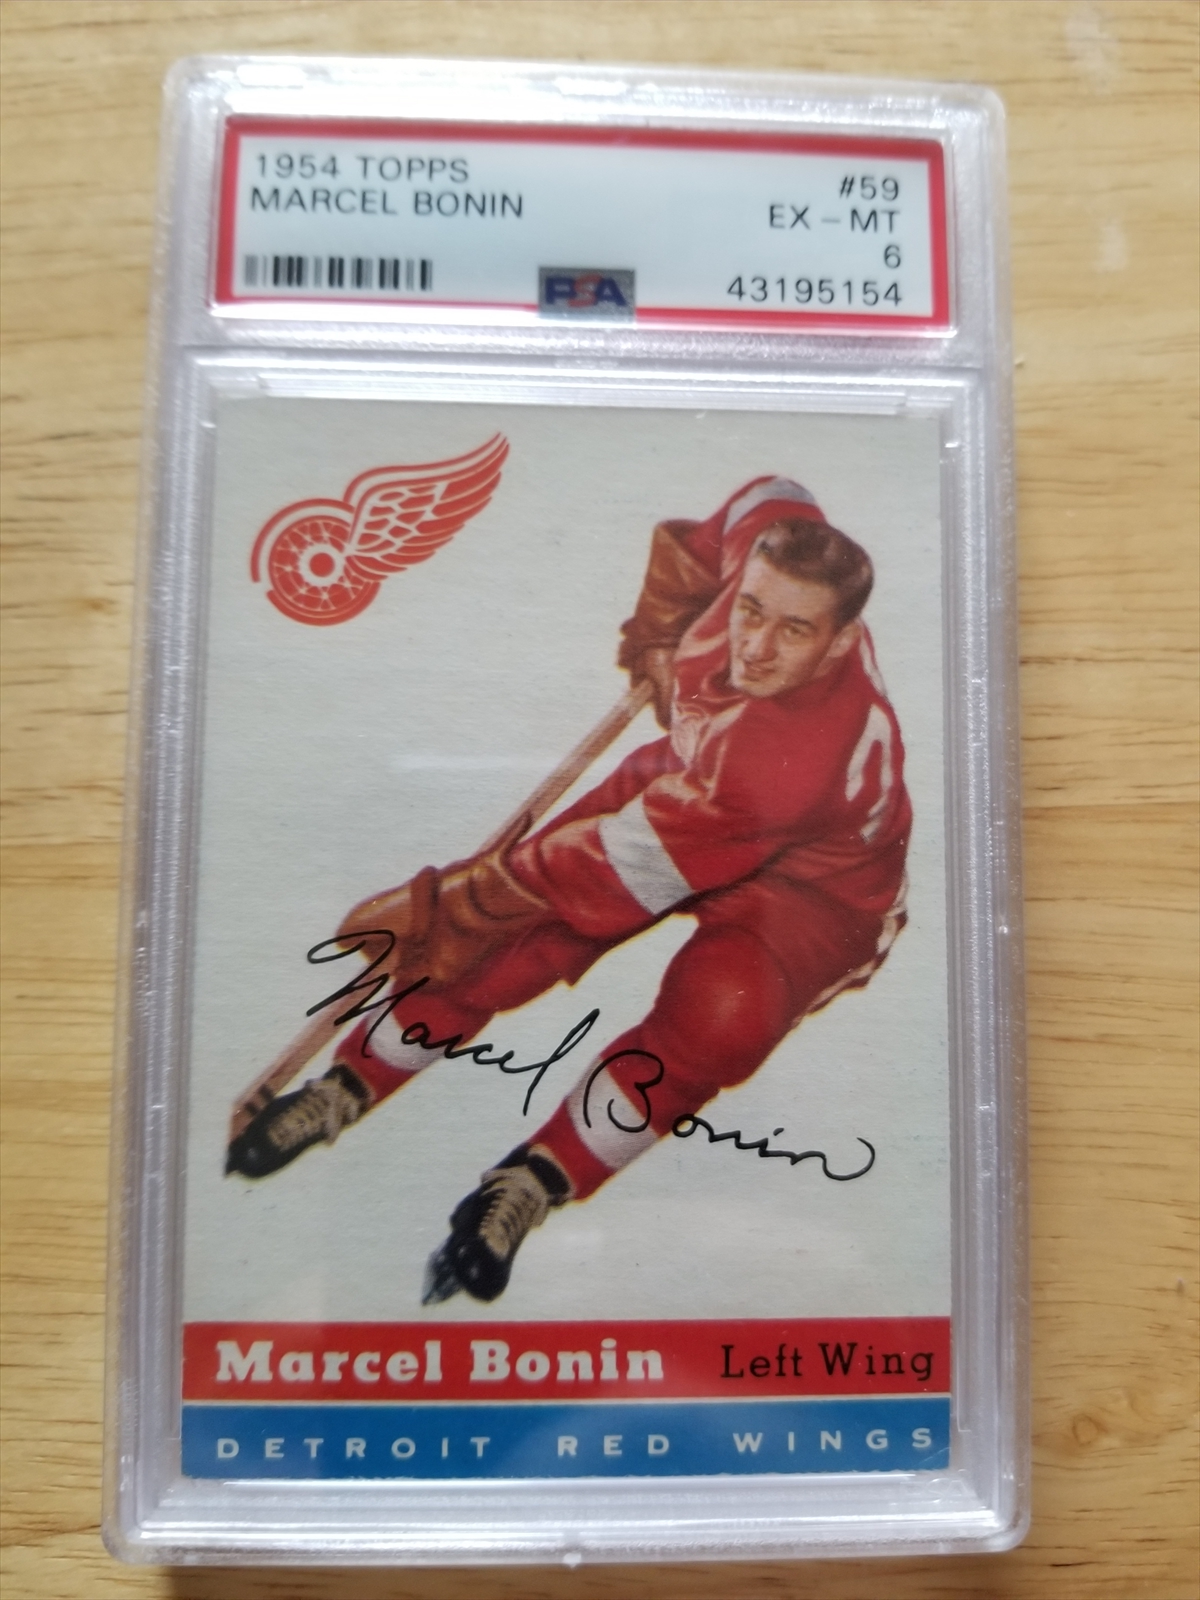 1954 TOPPS #59
MARCEL BONIN EX - MT
6
PSA 43195154
Marcel Bonin
Marcel Bonin Left Wing
DETROIT RED WINGS